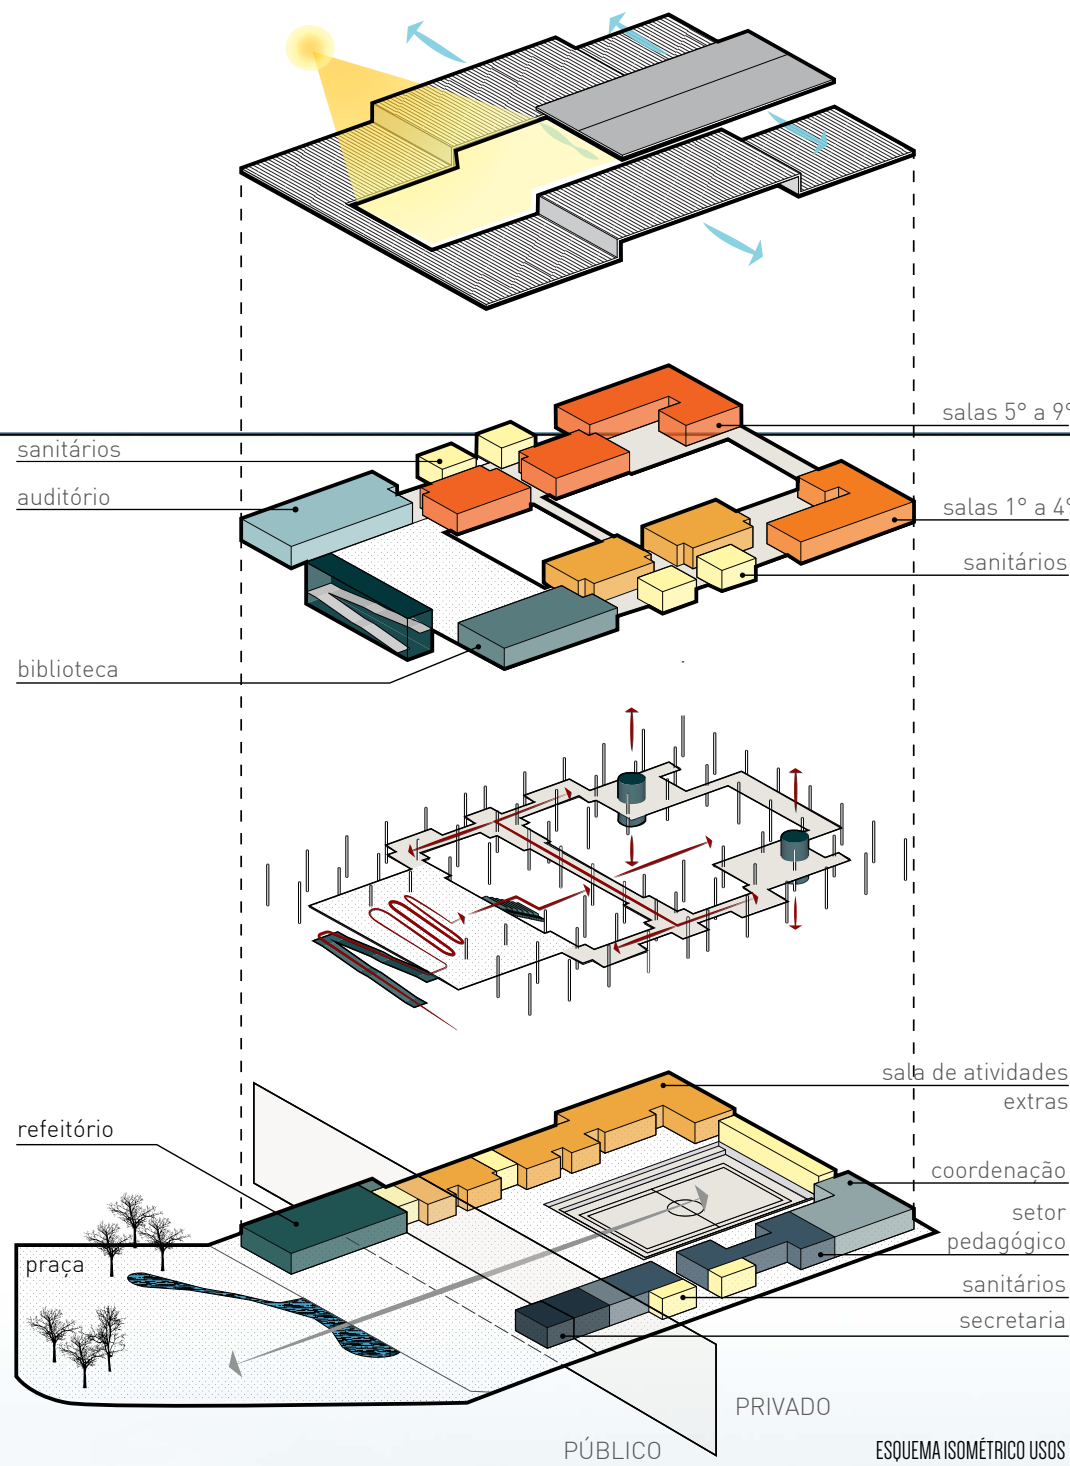 salas 5° a 9°
sanitários
auditório
salas 1° a 4°
sanitários
biblioteca
sala de atividades
extras
refeitório
coordenação
setor
pedagógico
praça
sanitários
secretaria
PRIVADO
PÚBLICO
ESQUEMA ISOMÉTRICO USOS